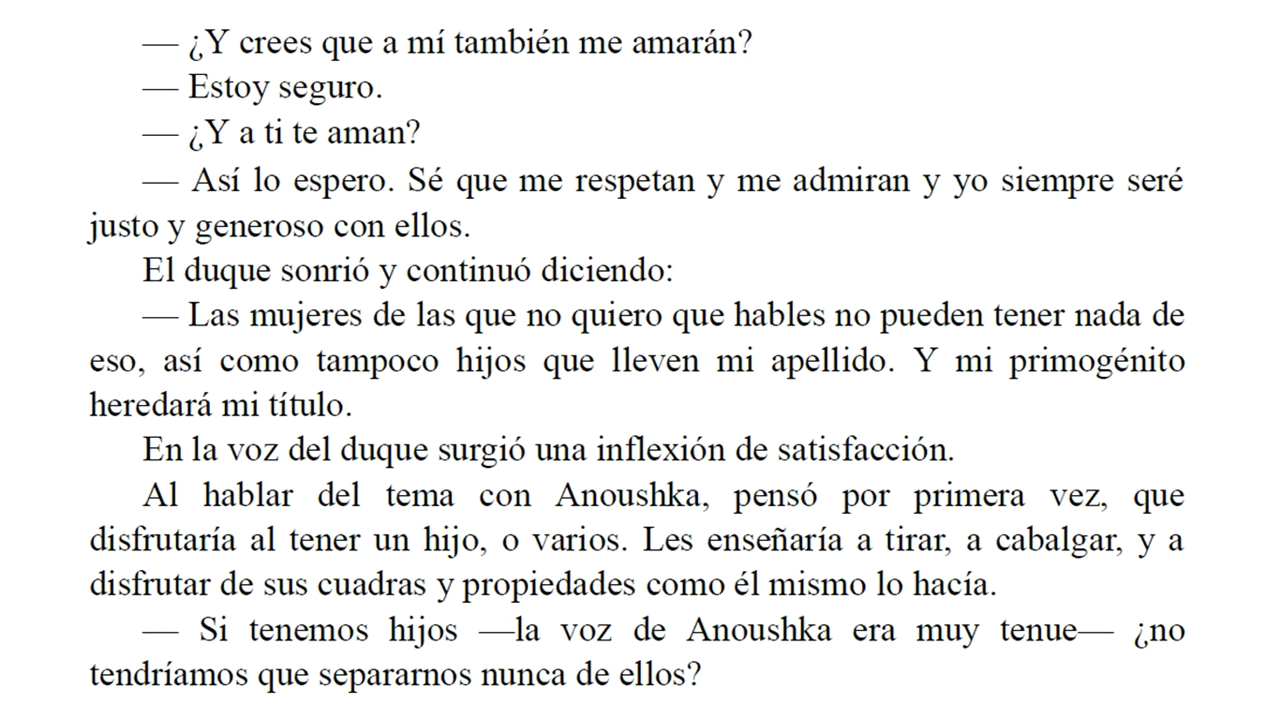 — ¿Y crees que a mí también me amarán?
— Estoy seguro.
— ¿Y a ti te aman?
— Así lo espero. Sé que me respetan y me admiran y yo siempre seré
justo y generoso con ellos.
El duque sonrió y continuó diciendo:
— Las mujeres de las que no quiero que hables no pueden tener nada de
eso, así como tampoco hijos que lleven mi apellido. Y mi primogénito
heredará mi título.
En la voz del duque surgió una inflexión de satisfacción.
Al hablar del tema con Anoushka, pensó por primera vez, que
disfrutaría al tener un hijo, o varios. Les enseñaría a tirar, a cabalgar, y a
disfrutar de sus cuadras y propiedades como él mismo lo hacía.
— Si tenemos hijos —la voz de Anoushka era muy tenue— ¿no
tendríamos que separarnos nunca de ellos?